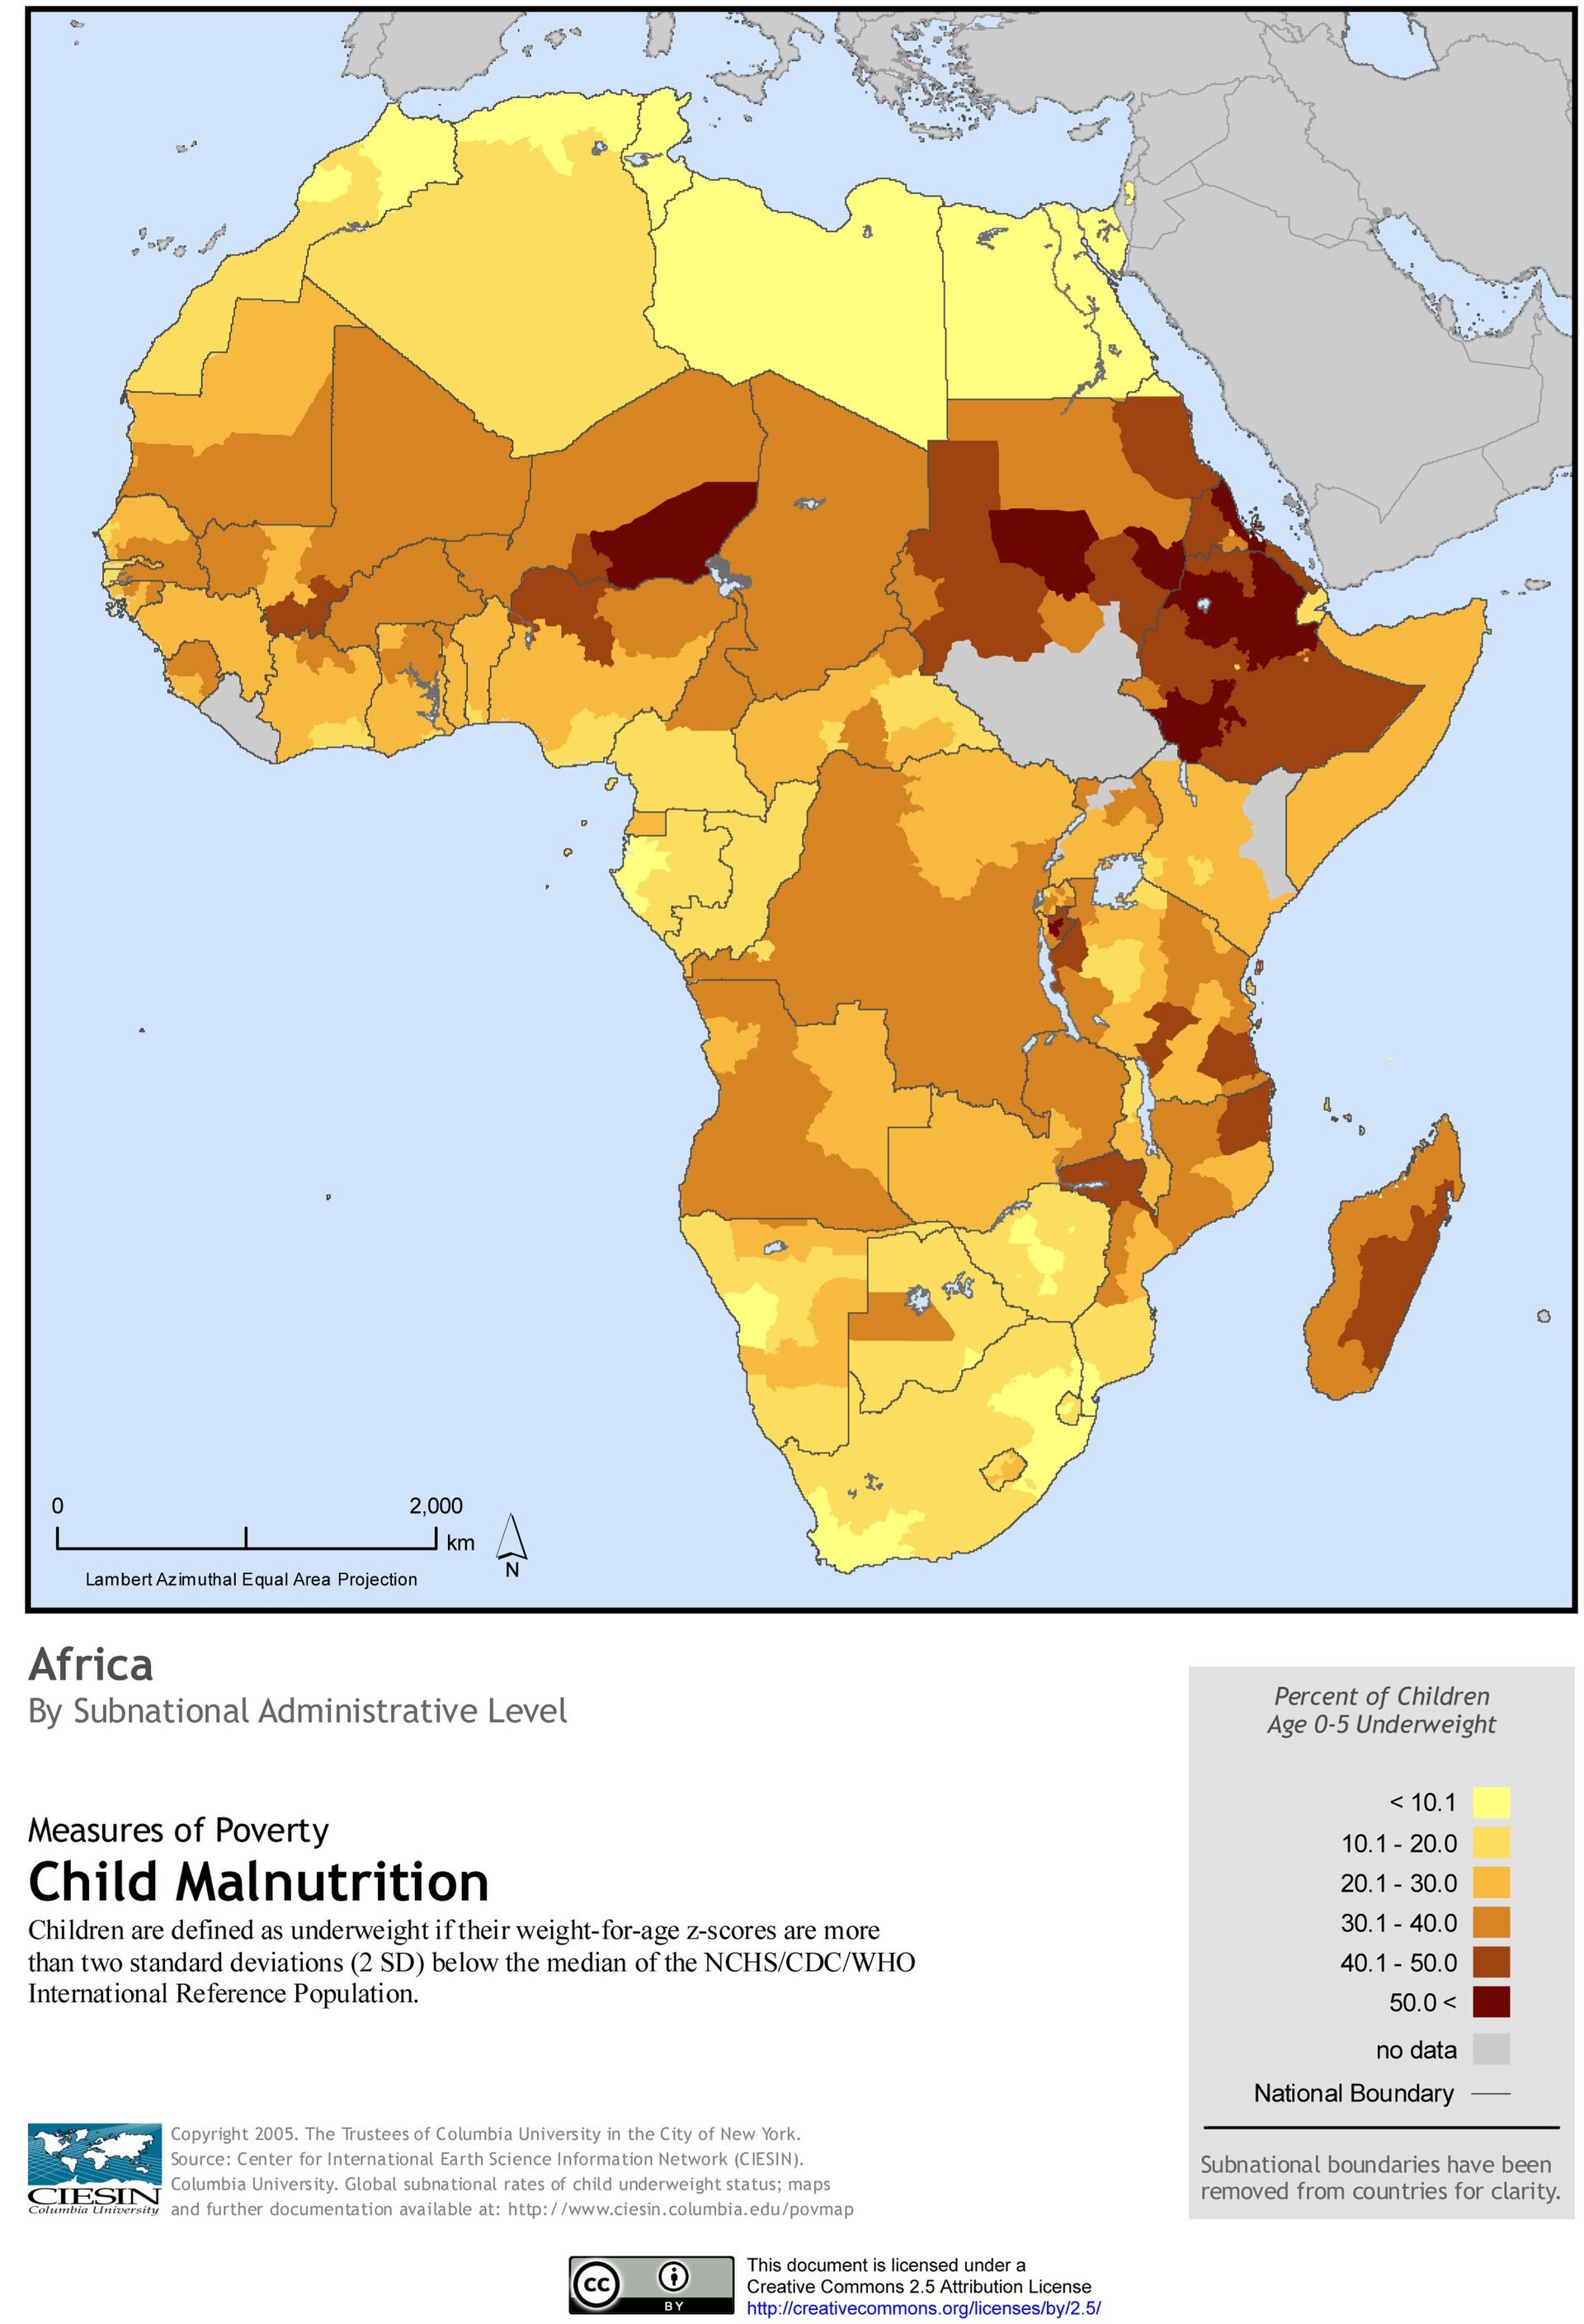 0
2,000
km
N
Lambert Azimuthal Equal Area Projection
Africa
By Subnational Administrative Level
Measures of Poverty
Child Malnutrition
Children are defined as underweight if their weight-for-age z-scores are more
than two standard deviations (2 SD) below the median of the NCHS/CDC/WHO
International Reference Population.
Percent of Children
Age 0-5 Underweight
< 10.1
10.1 - 20.0
20.1 - 30.0
30.1 - 40.0
40.1 - 50.0
50.0 <
no data
National Boundary
Subnational boundaries have been
removed from countries for clarity.
CIESIN
Columbia University
Copyright 2005. The Trustees of Columbia University in the City of New York.
Source: Center for International Earth Science Information Network (CIESIN).
Columbia University. Global subnational rates of child underweight status; maps
and further documentation available at: http://www.ciesin.columbia.edu/povmap
cc
BY
This document is licensed under a
Creative Commons 2.5 Attribution License
http://creativecommons.org/licenses/by/2.5/